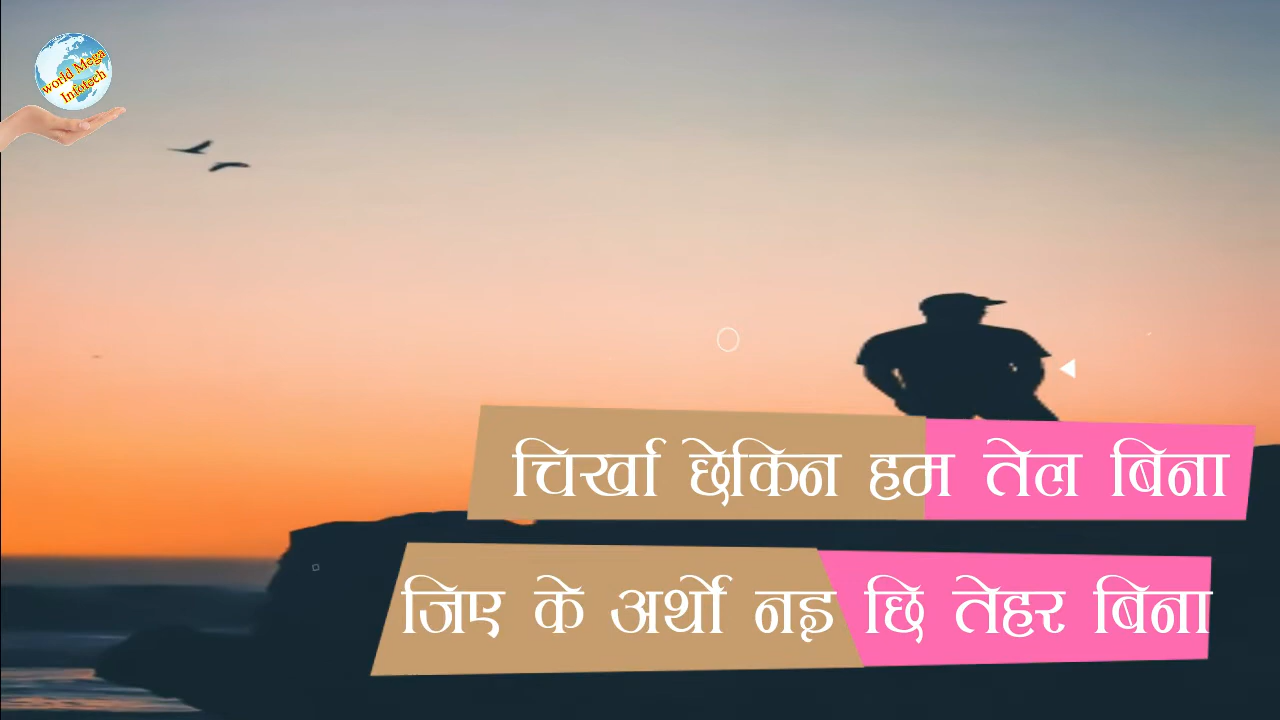 world Mega
Infotech
चिर्खा छेकिन हम तेल बिना
जिए के अर्थो नइ छि तेहर बिना